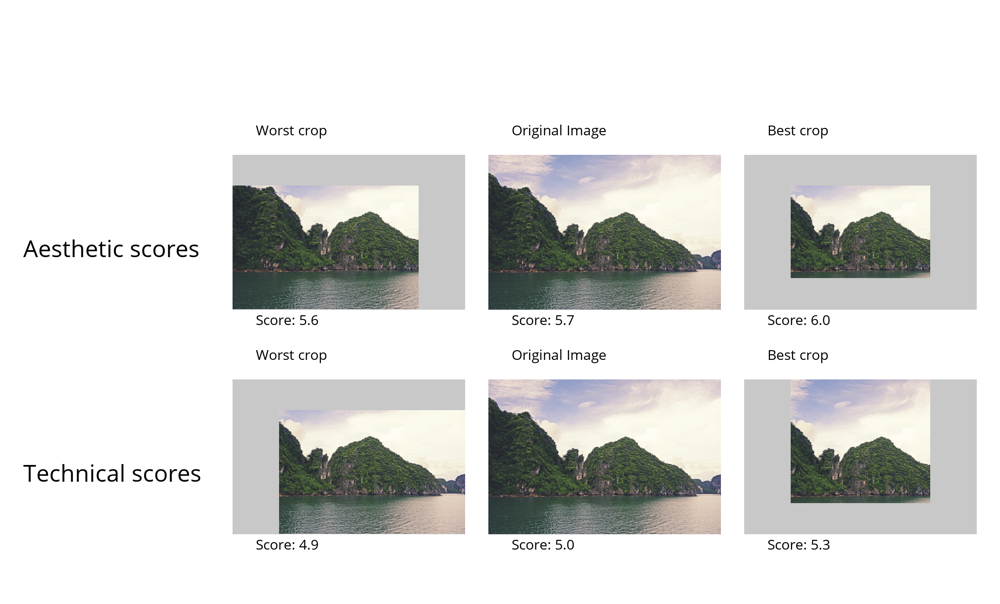 Worst crop Original Image Best crop
Aesthetic scores
Score: 5.6 Score: 5.7 Score: 6.0
Worst crop Original Image Best crop
Technical scores
Score: 4.9 Score: 5.0 Score: 5.3